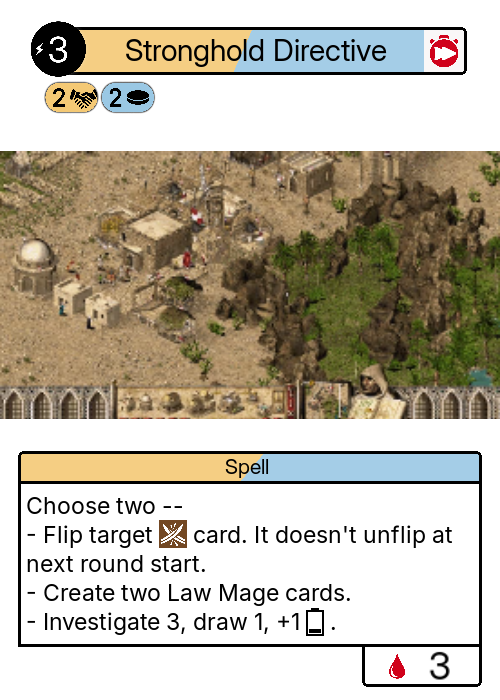 3 Stronghold Directive
2 2
Spell
Choose two --
- Flip target card. It doesn't unflip at
next round start.
- Create two Law Mage cards.
- Investigate 3, draw 1, +1 .
3